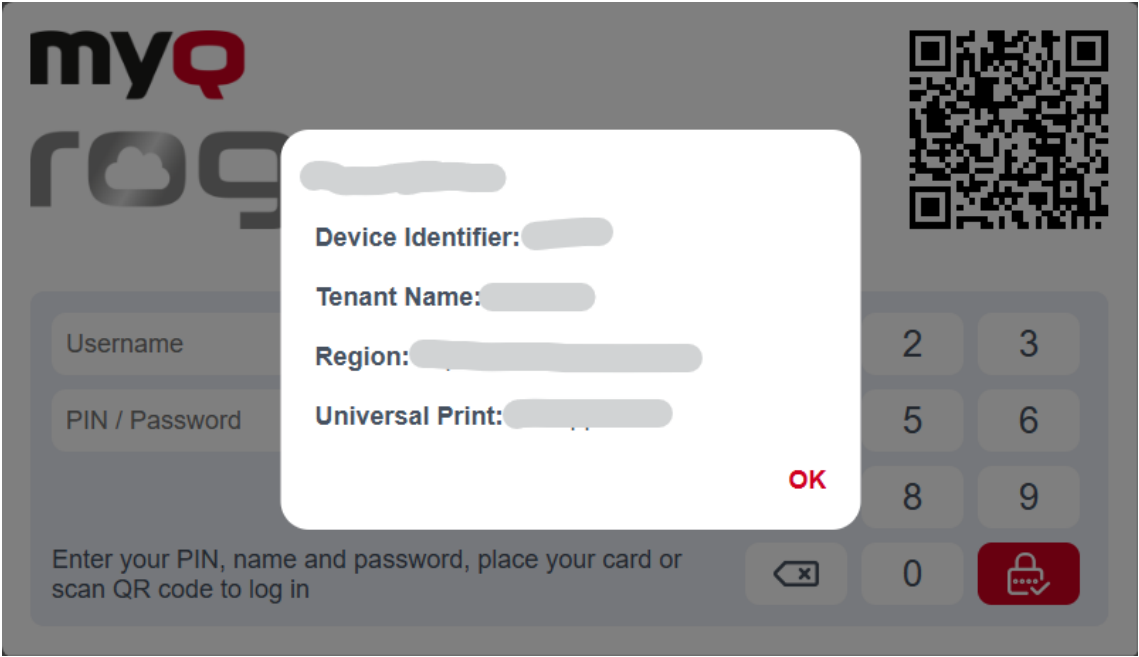 myQ
rog
Device Identifier:
Tenant Name:
Region:
Universal Print:
OK
Username
PIN / Password
2 3
5 6
8 9
0
Enter your PIN, name and password, place your card or
scan QR code to log in